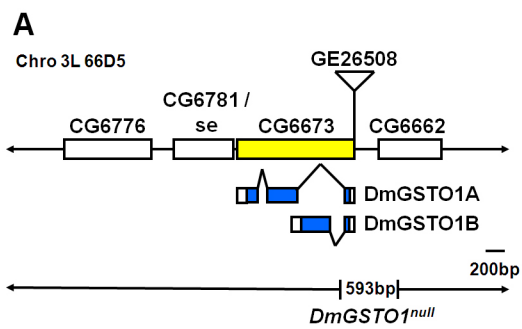 A
Chro 3L 66D5
GE26508
CG6781 /
se
CG6776
CG6673
CG6662
DmGSTO1A
DmGSTO1B
200bp
593bp
DmGSTO1null